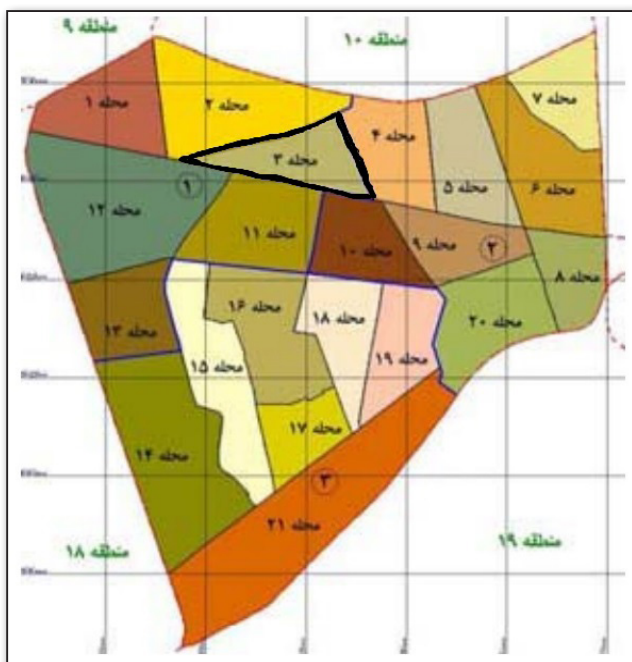 منطقه ۹
منطقه ۱۰
محله ۷
محله ۱
محله ۲
محله ۴
محله ۳
محله ۵
محله ۶
۱
محله ۱۲
محله ۱۱
محله ۹
۲
محله ۱۰
محله ۸
محله ۱۶
محله ۱۸
محله ۲۰
محله ۱۳
محله ۱۵
محله ۱۹
محله ۱۷
محله ۱۴
۳
محله ۲۱
منطقه ۱۸
منطقه ۱۹